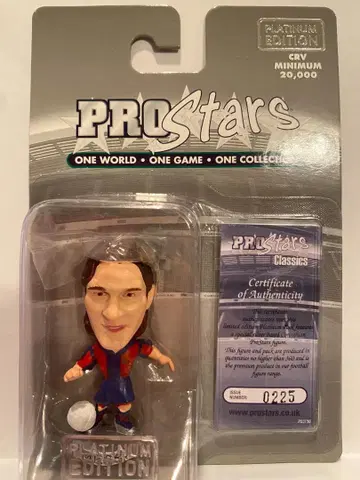 PLATINUM
EDITION
CRV
MINIMUM
20,000
PROStars
ONE WORLD • ONE GAME • ONE COLLECTION
PROStars
Classics
Certificate
of Authenticity
This figure and pack are produced in
quantities no higher than 500 and is
the premium product in our football
figure range.
ISSUE
NUMBER:
0225
www.prostars.co.uk
PLATINUM
EDITION